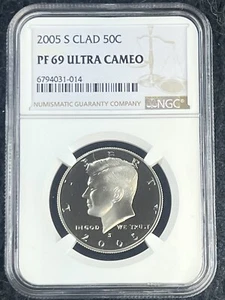 2005 S CLAD 50C
PF 69 ULTRA CAMEO
6794031-014
NUMISMATIC GUARANTY COMPANY
NGC
LIBERTY
IN GOD WE TRUST
S
2005